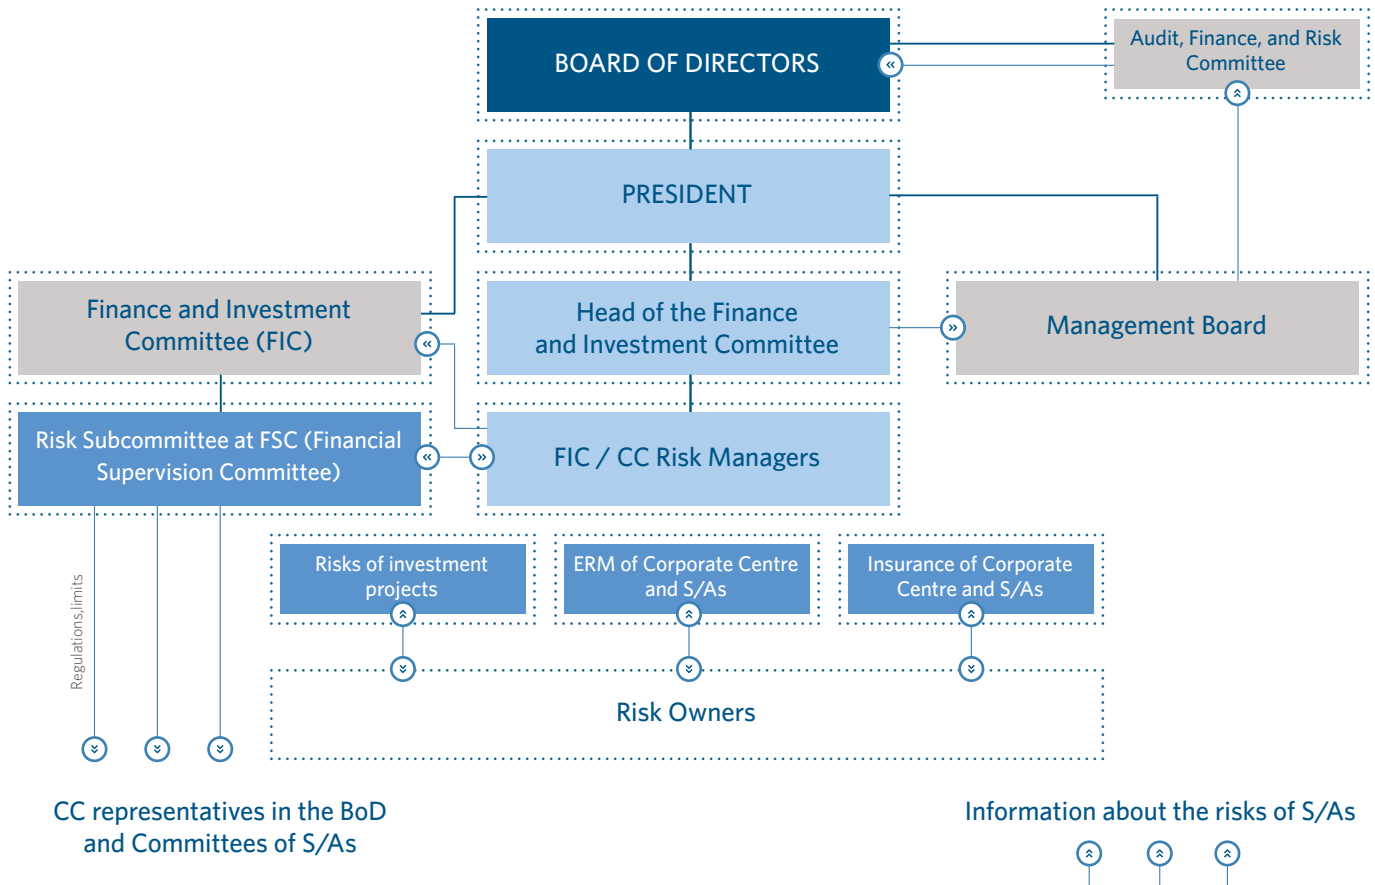 BOARD OF DIRECTORS
Audit, Finance, and Risk
Committee
PRESIDENT
Finance and Investment
Committee (FIC)
Head of the Finance
and Investment Committee
Management Board
Risk Subcommittee at FSC (Financial
Supervision Committee)
FIC / CC Risk Managers
Risks of investment
projects
ERM of Corporate Centre
and S/As
Insurance of Corporate
Centre and S/As
Regulations,limits
Risk Owners
CC representatives in the BoD
and Committees of S/As
Information about the risks of S/As